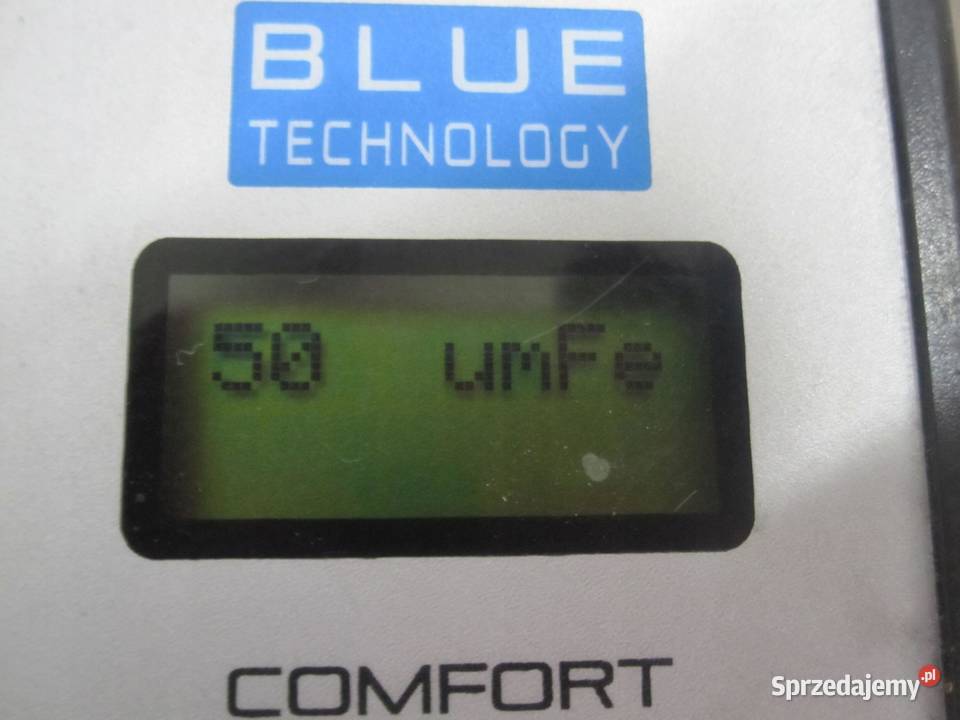 BLUE
TECHNOLOGY
50 umFe
COMFORT
Sprzedajemy.pl